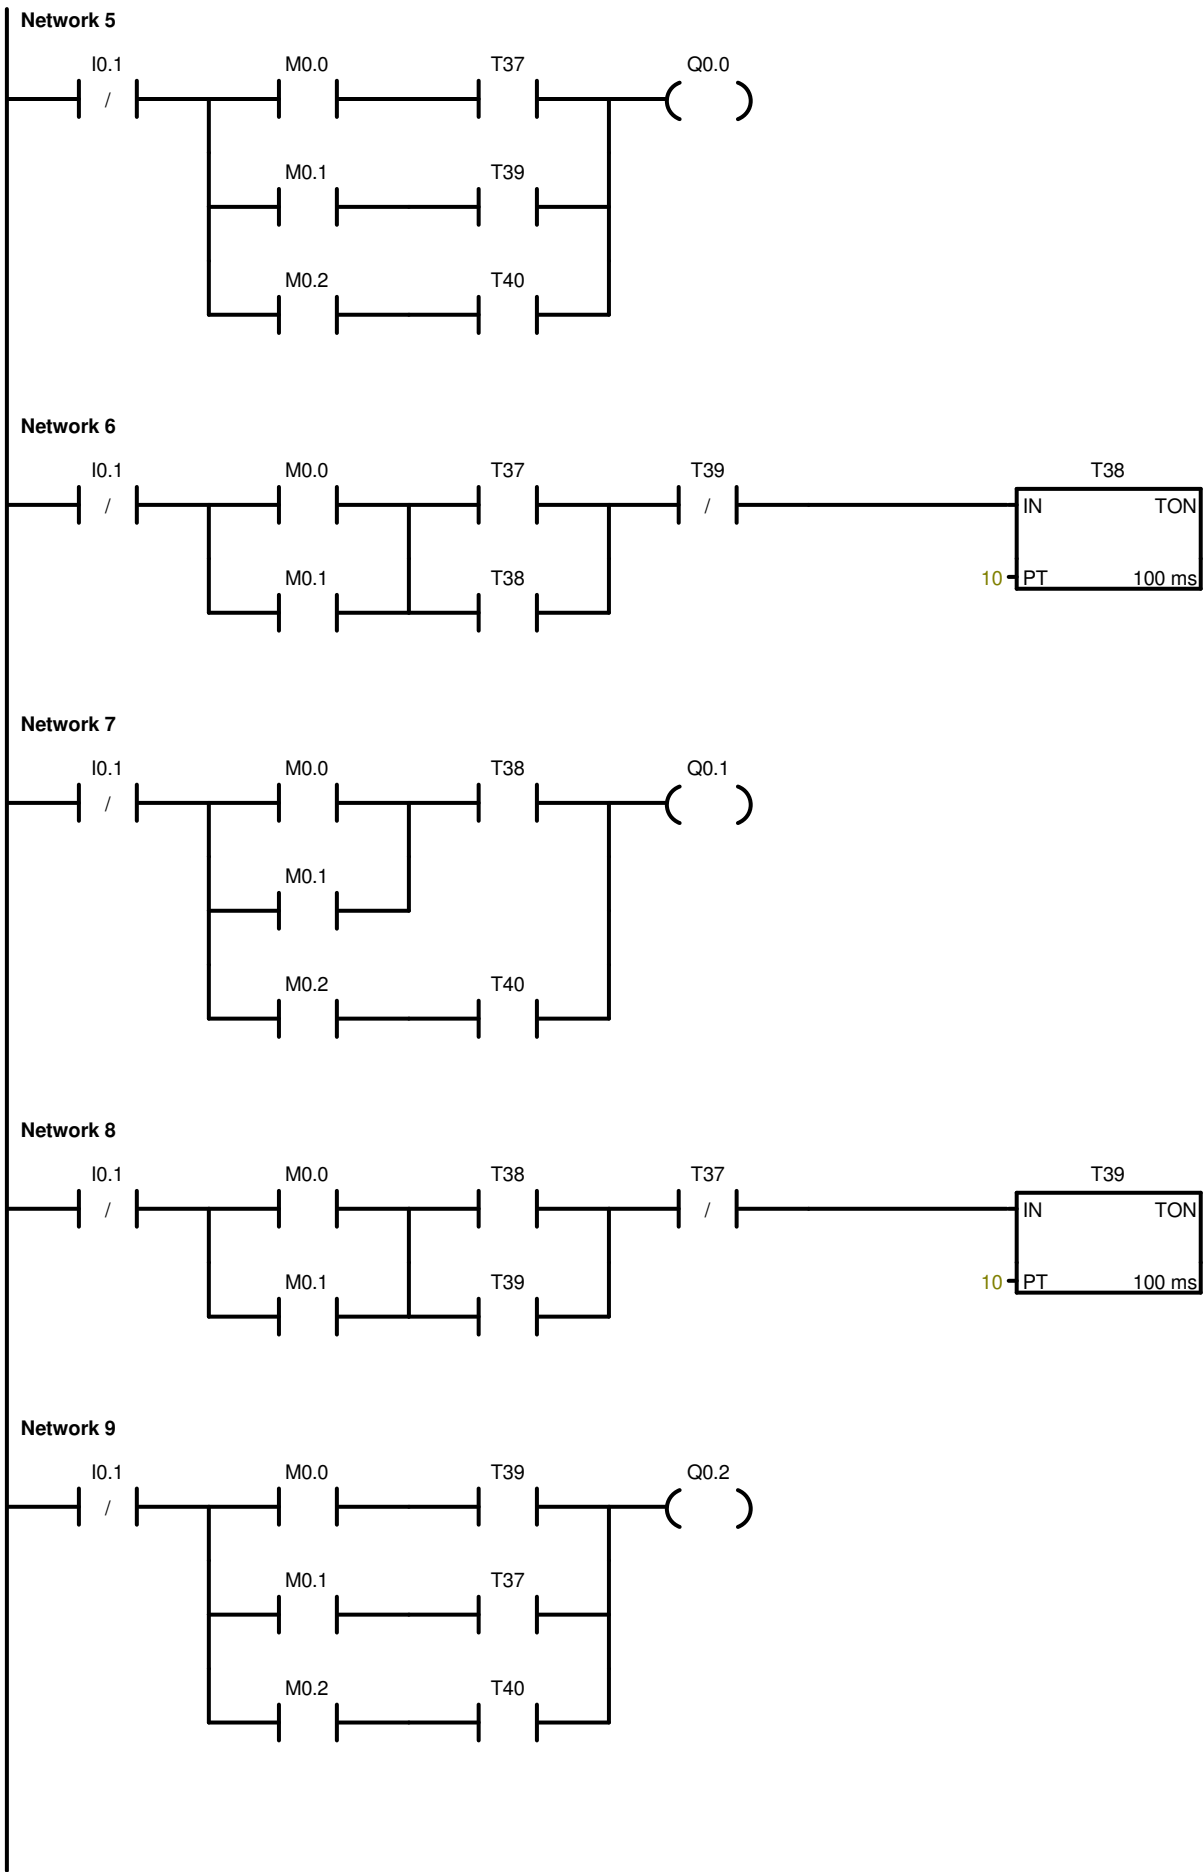 Network 5
I0.1 M0.0 T37 Q0.0
/
M0.1 T39
M0.2 T40
Network 6
I0.1 M0.0 T37 T39 T38
/ / IN TON
M0.1 T38
10 PT 100 ms
Network 7
I0.1 M0.0 T38 Q0.1
/
M0.1
M0.2 T40
Network 8
I0.1 M0.0 T38 T37 T39
/ / IN TON
M0.1 T39
10 PT 100 ms
Network 9
I0.1 M0.0 T39 Q0.2
/
M0.1 T37
M0.2 T40